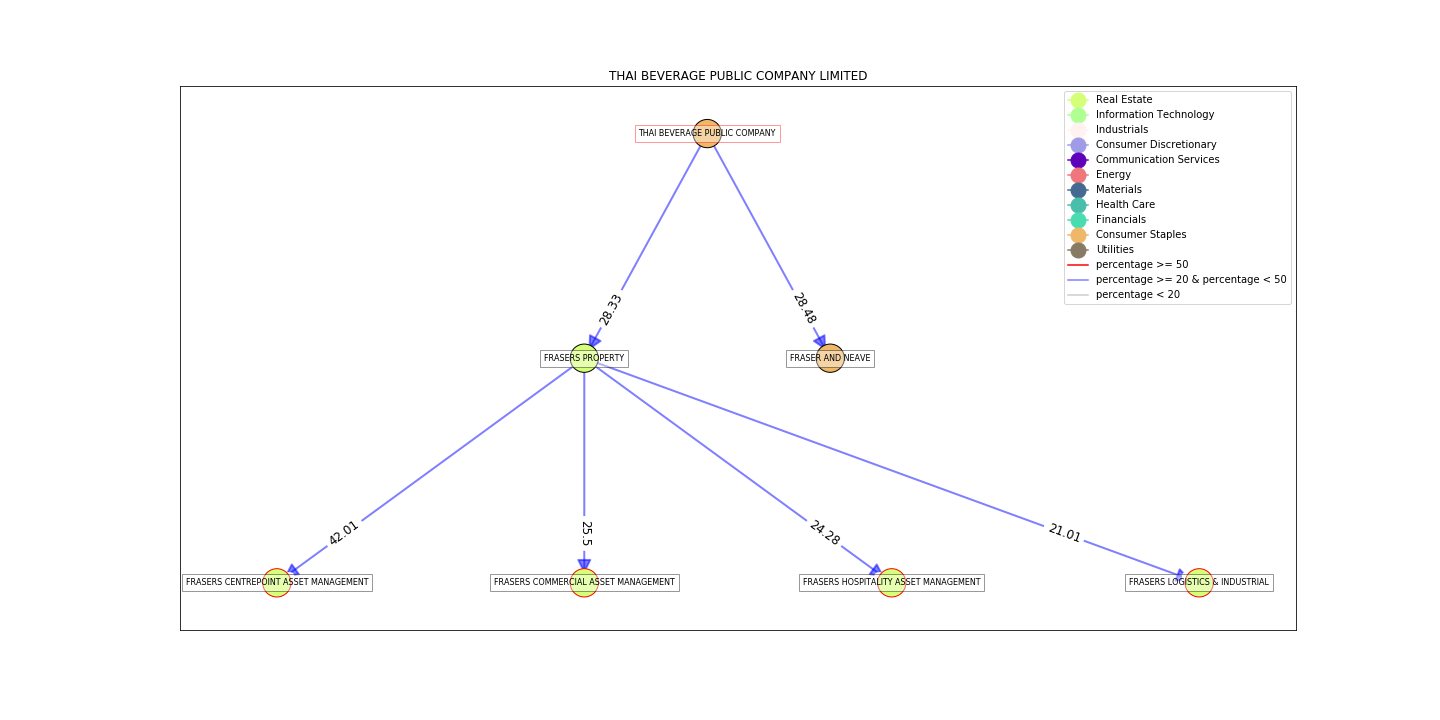 THAI BEVERAGE PUBLIC COMPANY LIMITED
THAI BEVERAGE PUBLIC COMPANY
Real Estate
Information Technology
Industrials
Consumer Discretionary
Communication Services
Energy
Materials
Health Care
Financials
Consumer Staples
Utilities
percentage >= 50
percentage >= 20 & percentage < 50
percentage < 20
28.33
28.48
FRASERS PROPERTY
FRASER AND NEAVE
42.01
25.5
24.28
21.01
FRASERS CENTREPOINT ASSET MANAGEMENT
FRASERS COMMERCIAL ASSET MANAGEMENT
FRASERS HOSPITALITY ASSET MANAGEMENT
FRASERS LOGISTICS & INDUSTRIAL